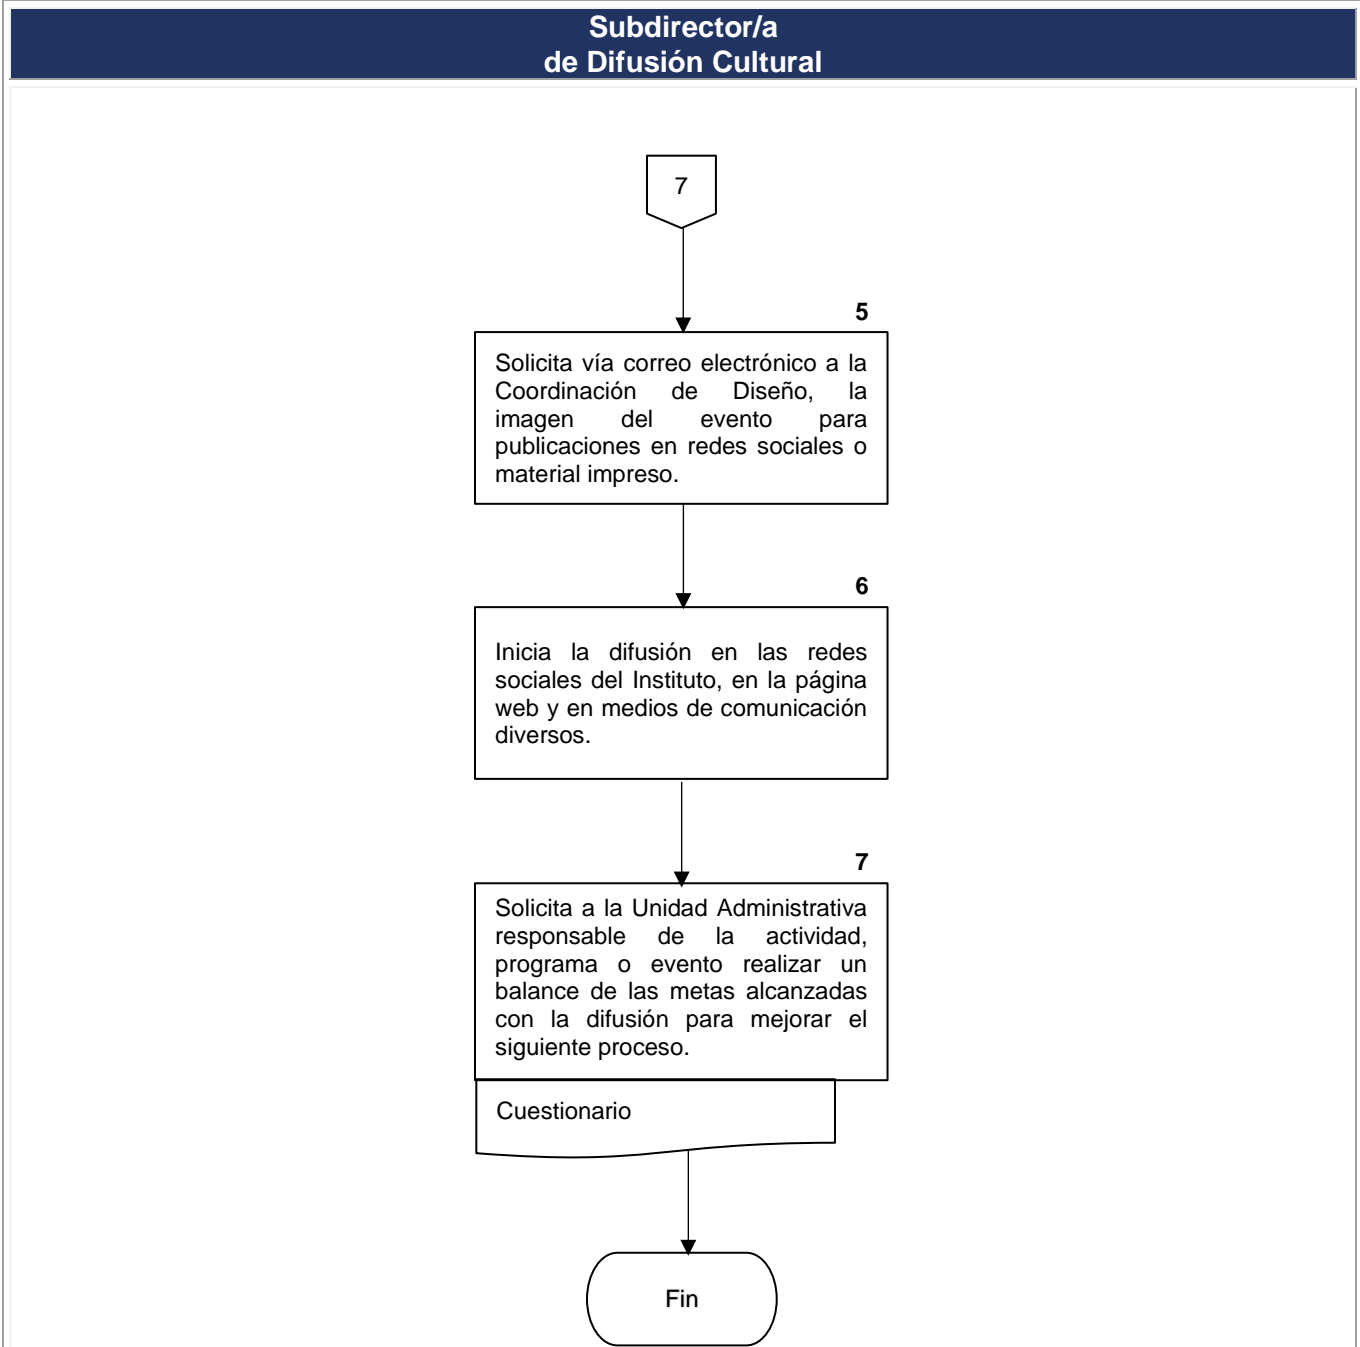 Subdirector/a
de Difusión Cultural
7
5
Solicita vía correo electrónico a la
Coordinación de Diseño, la
imagen del evento para
publicaciones en redes sociales o
material impreso.
6
Inicia la difusión en las redes
sociales del Instituto, en la página
web y en medios de comunicación
diversos.
7
Solicita a la Unidad Administrativa
responsable de la actividad,
programa o evento realizar un
balance de las metas alcanzadas
con la difusión para mejorar el
siguiente proceso.
Cuestionario
Fin